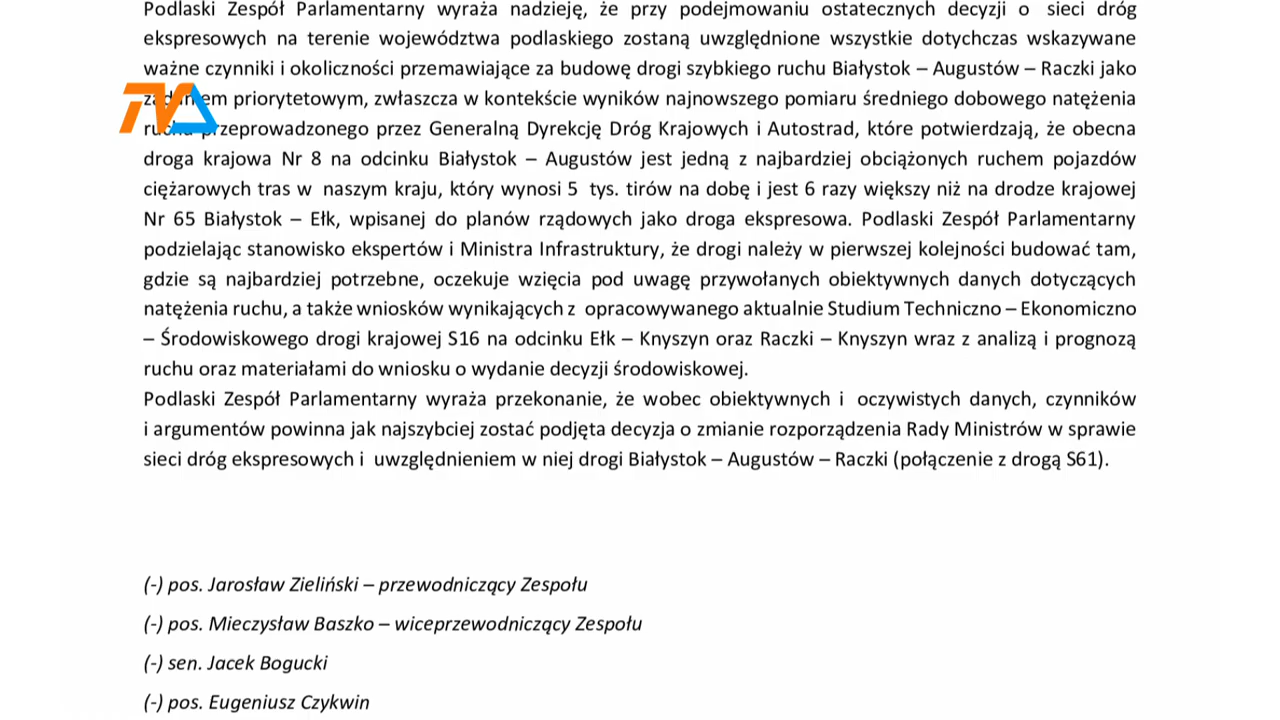 Podlaski Zespół Parlamentarny wyraża nadzieję, że przy podejmowaniu ostatecznych decyzji o sieci dróg
ekspresowych na terenie województwa podlaskiego zostaną uwzględnione wszystkie dotychczas wskazywane
ważne czynniki i okoliczności przemawiające za budowę drogi szybkiego ruchu Białystok – Augustów – Raczki jako
zadaniem priorytetowym, zwłaszcza w kontekście wyników najnowszego pomiaru średniego dobowego natężenia
ruchu przeprowadzonego przez Generalną Dyrekcję Dróg Krajowych i Autostrad, które potwierdzają, że obecna
droga krajowa Nr 8 na odcinku Białystok – Augustów jest jedną z najbardziej obciążonych ruchem pojazdów
ciężarowych tras w naszym kraju, który wynosi 5 tys. tirów na dobę i jest 6 razy większy niż na drodze krajowej
Nr 65 Białystok – Ełk, wpisanej do planów rządowych jako droga ekspresowa. Podlaski Zespół Parlamentarny
podzielając stanowisko ekspertów i Ministra Infrastruktury, że drogi należy w pierwszej kolejności budować tam,
gdzie są najbardziej potrzebne, oczekuje wzięcia pod uwagę przywołanych obiektywnych danych dotyczących
natężenia ruchu, a także wniosków wynikających z opracowywanego aktualnie Studium Techniczno – Ekonomiczno
– Środowiskowego drogi krajowej S16 na odcinku Ełk – Knyszyn oraz Raczki – Knyszyn wraz z analizą i prognozą
ruchu oraz materiałami do wniosku o wydanie decyzji środowiskowej.
Podlaski Zespół Parlamentarny wyraża przekonanie, że wobec obiektywnych i oczywistych danych, czynników
i argumentów powinna jak najszybciej zostać podjęta decyzja o zmianie rozporządzenia Rady Ministrów w sprawie
sieci dróg ekspresowych i uwzględnieniem w niej drogi Białystok – Augustów – Raczki (połączenie z drogą S61).
(-) pos. Jarosław Zieliński – przewodniczący Zespołu
(-) pos. Mieczysław Baszko – wiceprzewodniczący Zespołu
(-) sen. Jacek Bogucki
(-) pos. Eugeniusz Czykwin